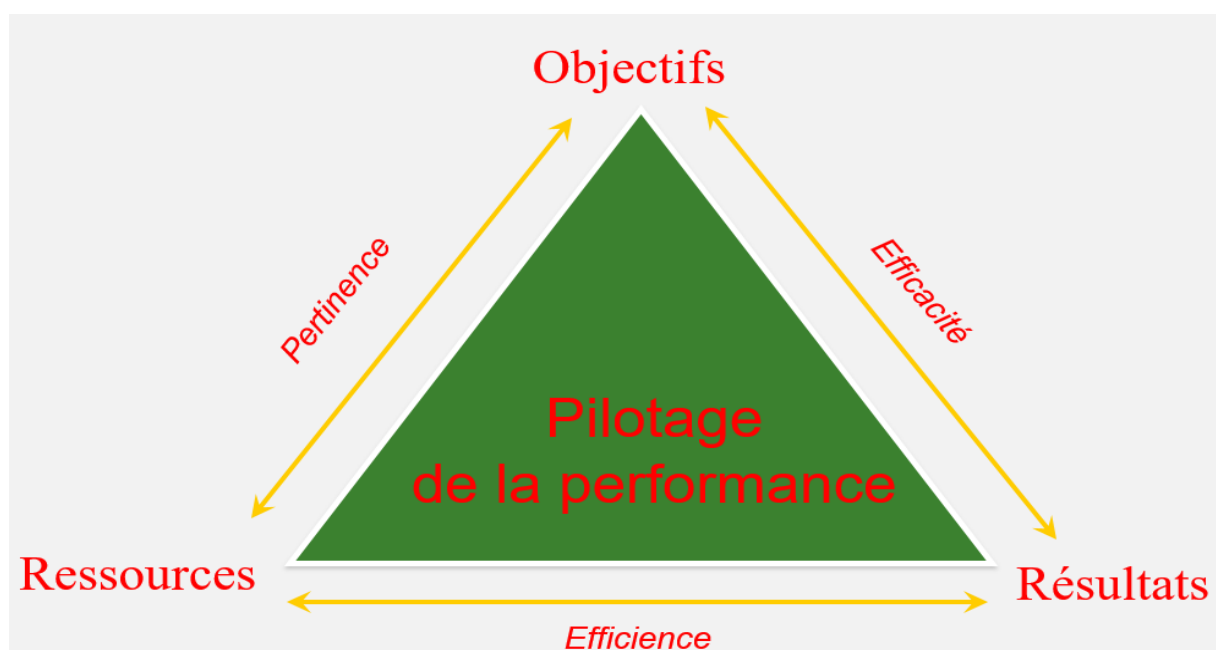 Objectifs
Pertinence
Efficacité
Pilotage
de la performance
Ressources
Résultats
Efficience